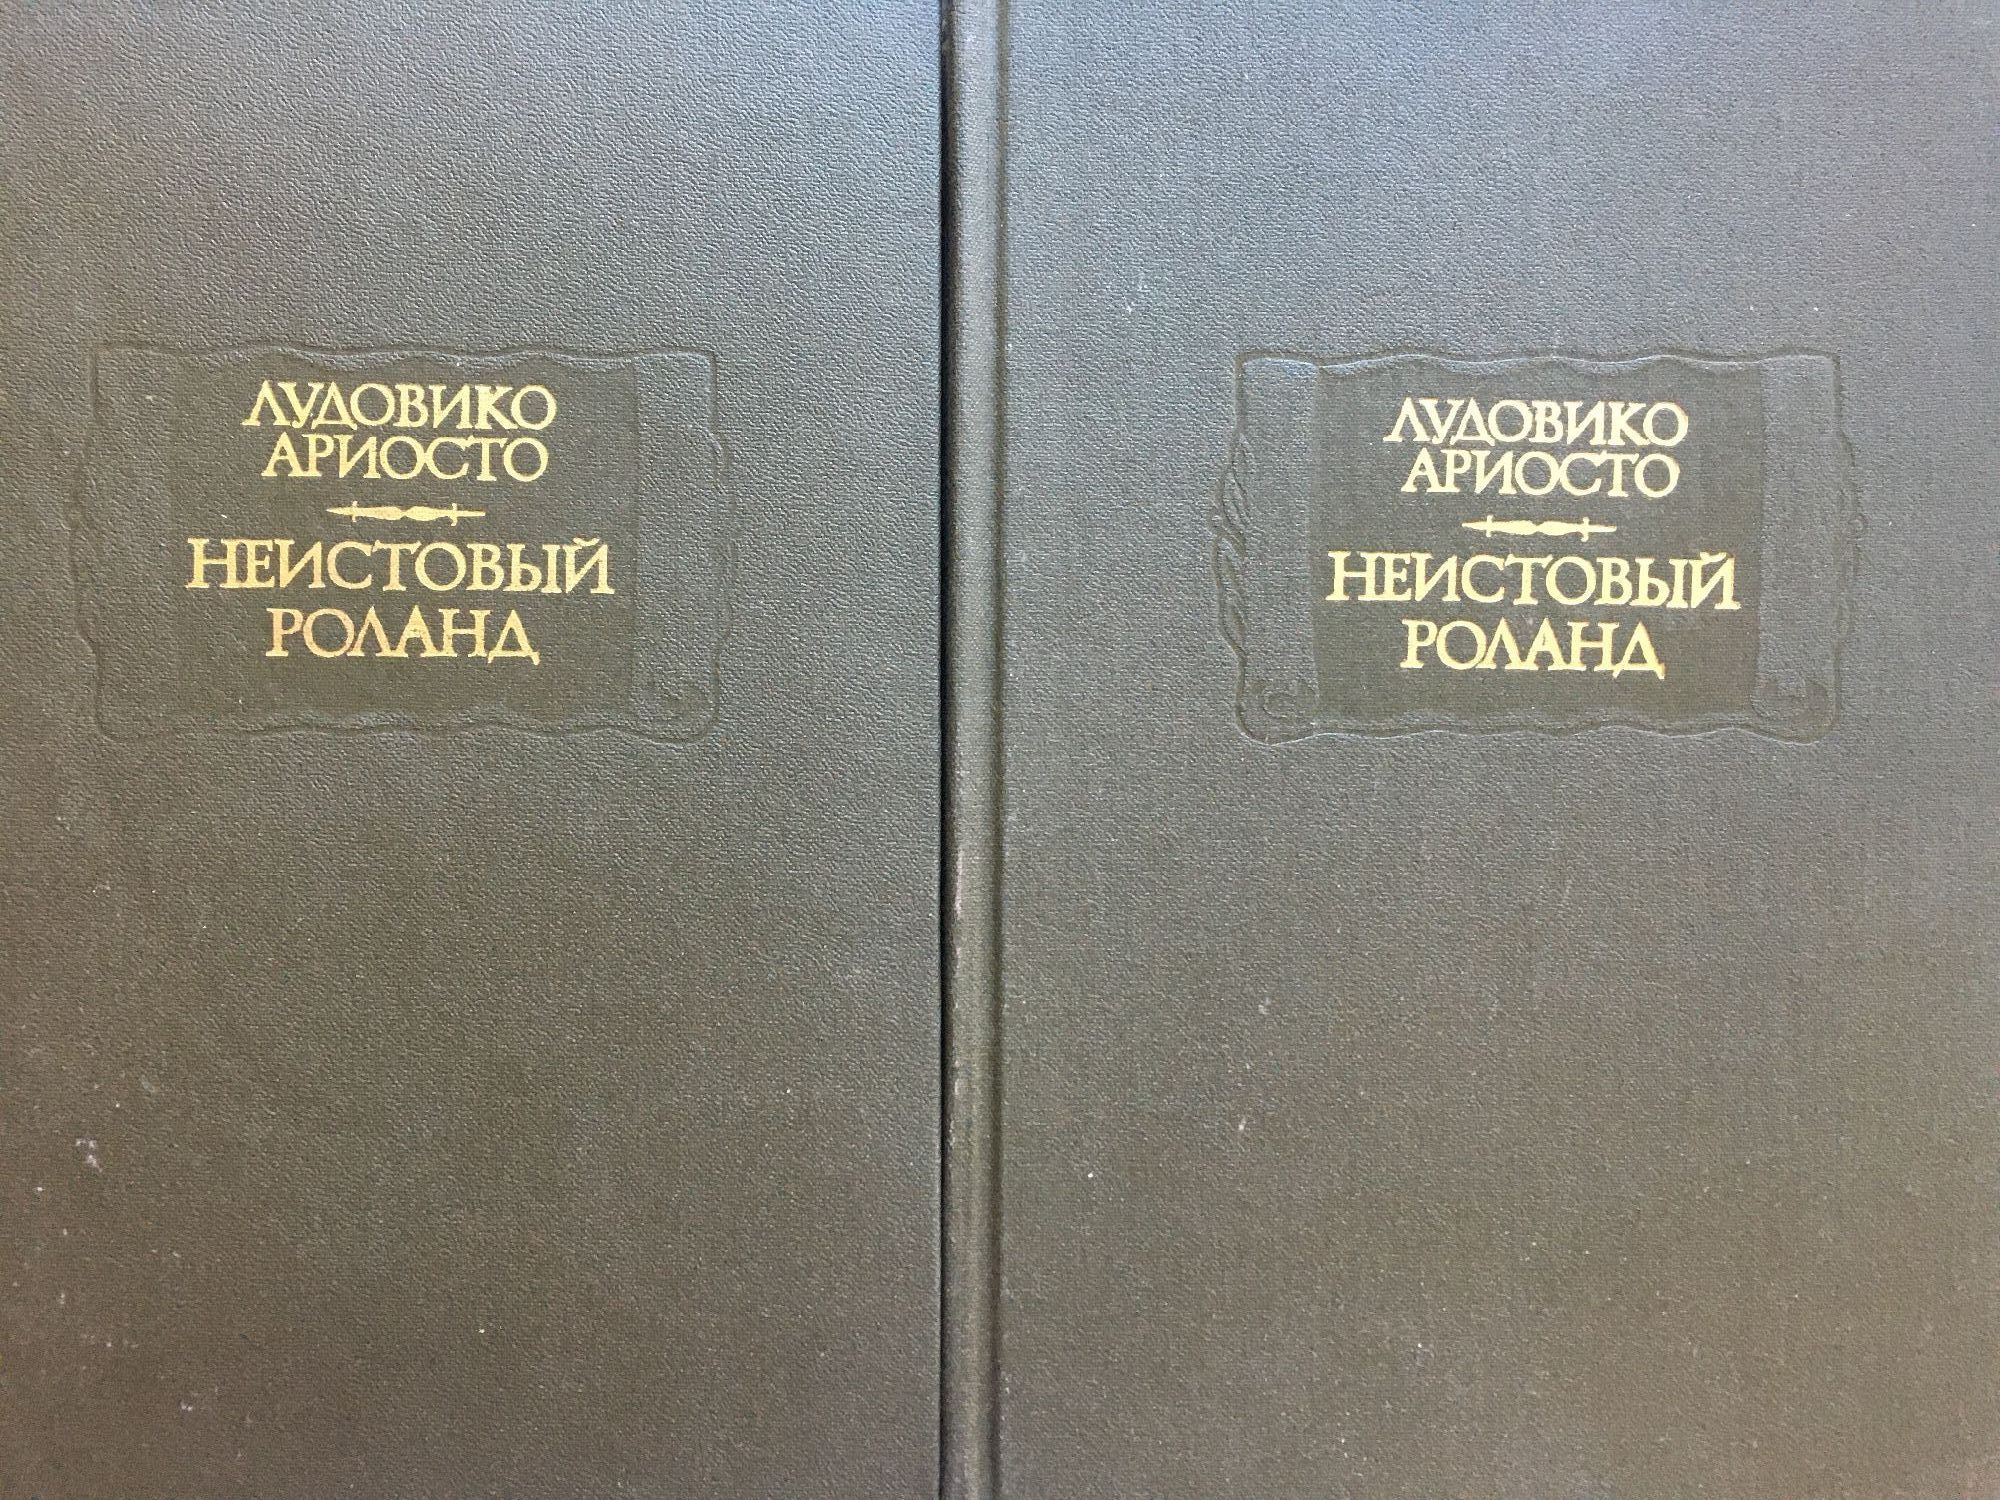 ЛУДОВИКО
АРИОСТО
НЕИСТОВЫЙ
РОЛАНД
ЛУДОВИКО
АРИОСТО
НЕИСТОВЫЙ
РОЛАНД